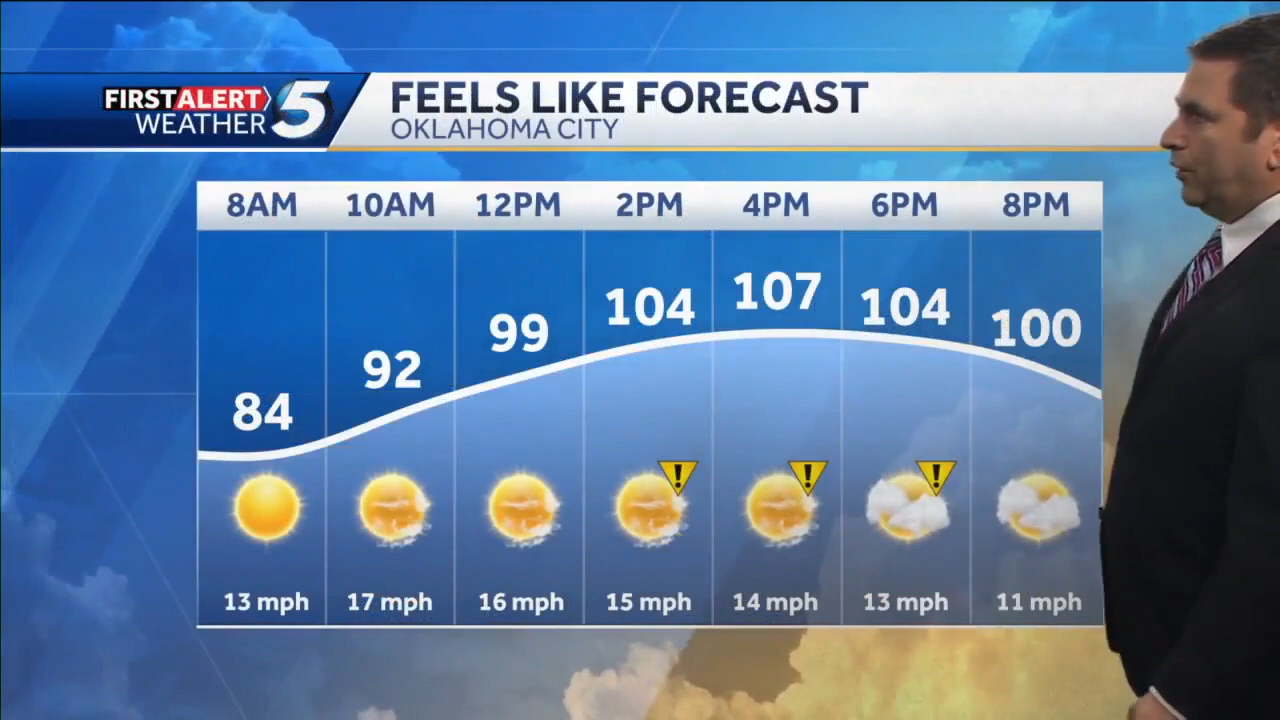 FIRST ALERT
WEATHER 5
FEELS LIKE FORECAST
OKLAHOMA CITY
8AM 10AM 12PM 2PM 4PM 6PM 8PM
84 92 99 104 107 104 100
! ! !
13 mph 17 mph 16 mph 15 mph 14 mph 13 mph 11 mph